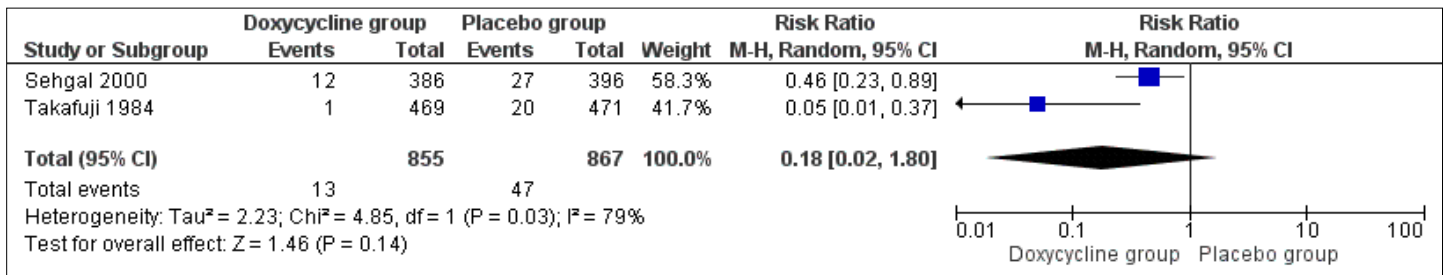 Doxycycline group Placebo group Risk Ratio Risk Ratio
Study or Subgroup Events Total Events Total Weight M-H, Random, 95% CI M-H, Random, 95% CI
Sehgal 2000 12 386 27 396 58.3% 0.46 [0.23, 0.89]
Takafuji 1984 1 469 20 471 41.7% 0.05 [0.01, 0.37]
Total (95% CI) 855 867 100.0% 0.18 [0.02, 1.80]
Total events 13 47
Heterogeneity: Tau² = 2.23; Chi² = 4.85, df = 1 (P = 0.03); I² = 79%
Test for overall effect: Z = 1.46 (P = 0.14)
0.01 0.1 1 10 100
Doxycycline group Placebo group